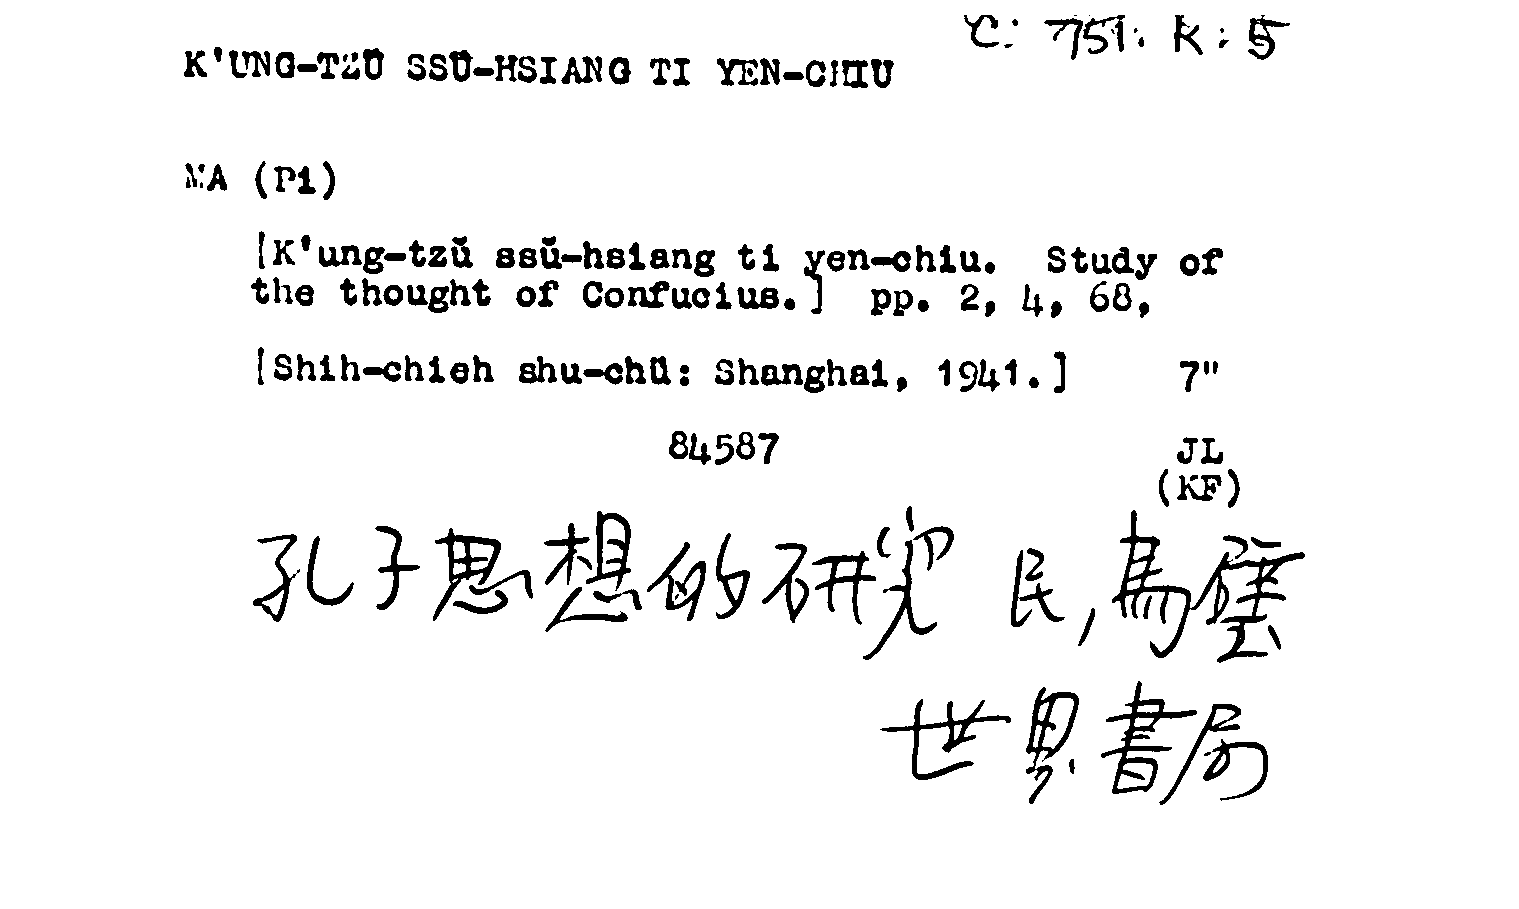 C. 751. K. 5
K'UNG-TZŬ SSŬ-HSIANG TI YEN-CHIU
MA (Pi)
[K'ung-tzŭ ssŭ-hsiang ti yen-chiu. Study of
the thought of Confucius.] pp. 2, 4, 68,
[Shih-chieh shu-chü: Shanghai, 1941.] 7"
84587 JL
(KF)
孔子思想的研究 民,馬璧
世界書局